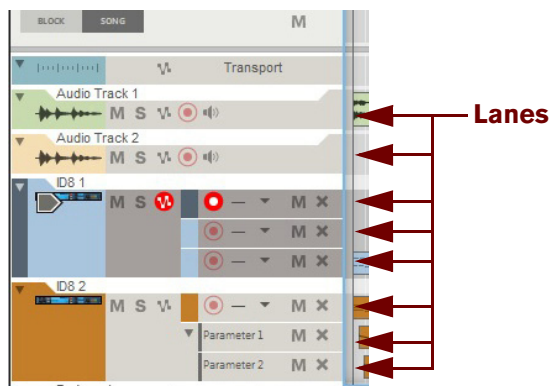 BLOCK SONG M
Transport
Audio Track 1
M S
Lanes
Audio Track 2
M S
ID8 1
M S M
M
M
ID8 2
M S M
Parameter 1 M
Parameter 2 M